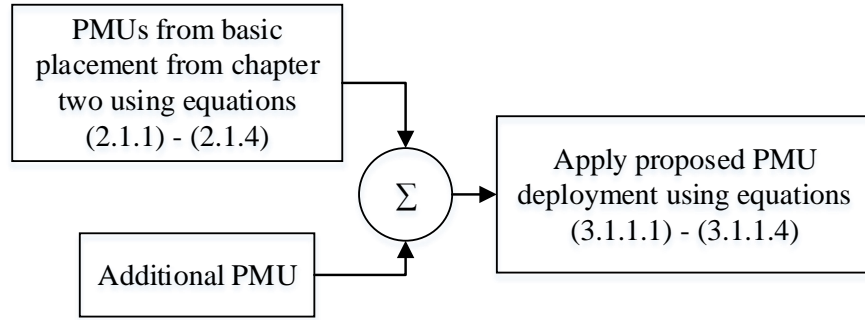 PMUs from basic
placement from chapter
two using equations
(2.1.1) - (2.1.4)
∑
Apply proposed PMU
deployment using equations
(3.1.1.1) - (3.1.1.4)
Additional PMU